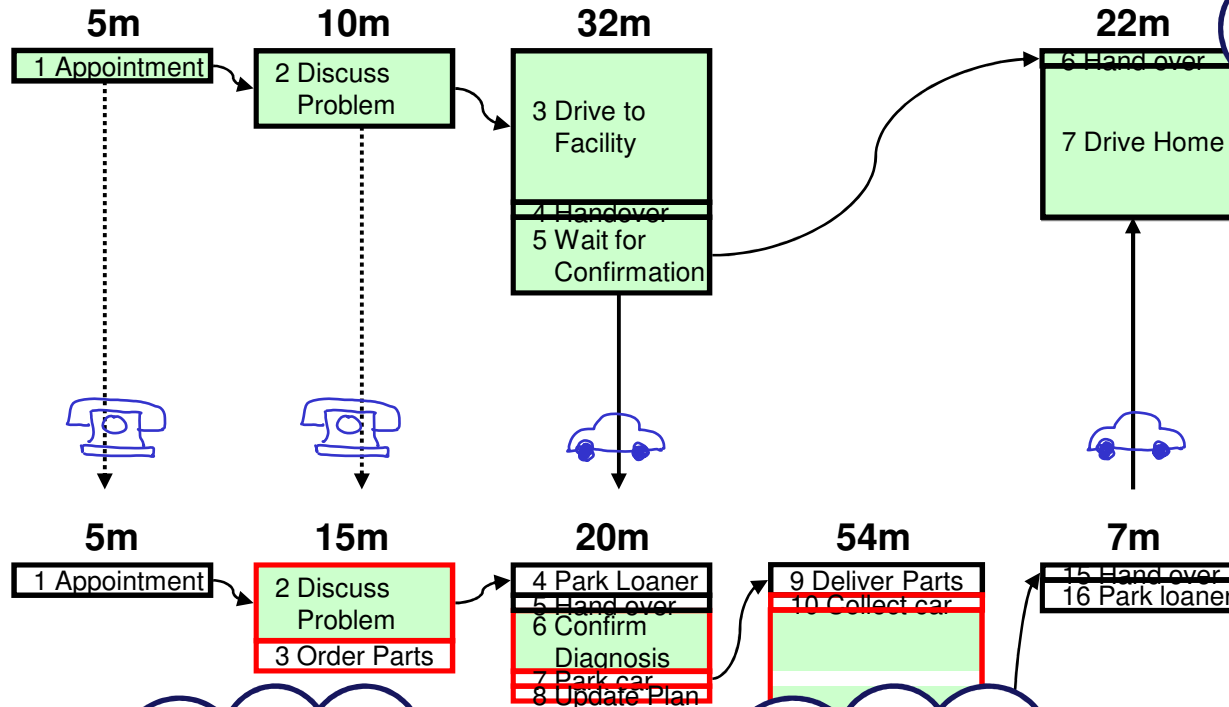 5m
10m
32m
22m
1 Appointment
2 Discuss
Problem
3 Drive to
Facility
4 Handover
5 Wait for
Confirmation
6 Hand over
7 Drive Home
5m
15m
20m
54m
7m
1 Appointment
2 Discuss
Problem
3 Order Parts
4 Park Loaner
5 Hand over
6 Confirm
Diagnosis
7 Park car
8 Update Plan
9 Deliver Parts
10 Collect car
15 Hand over
16 Park loaner